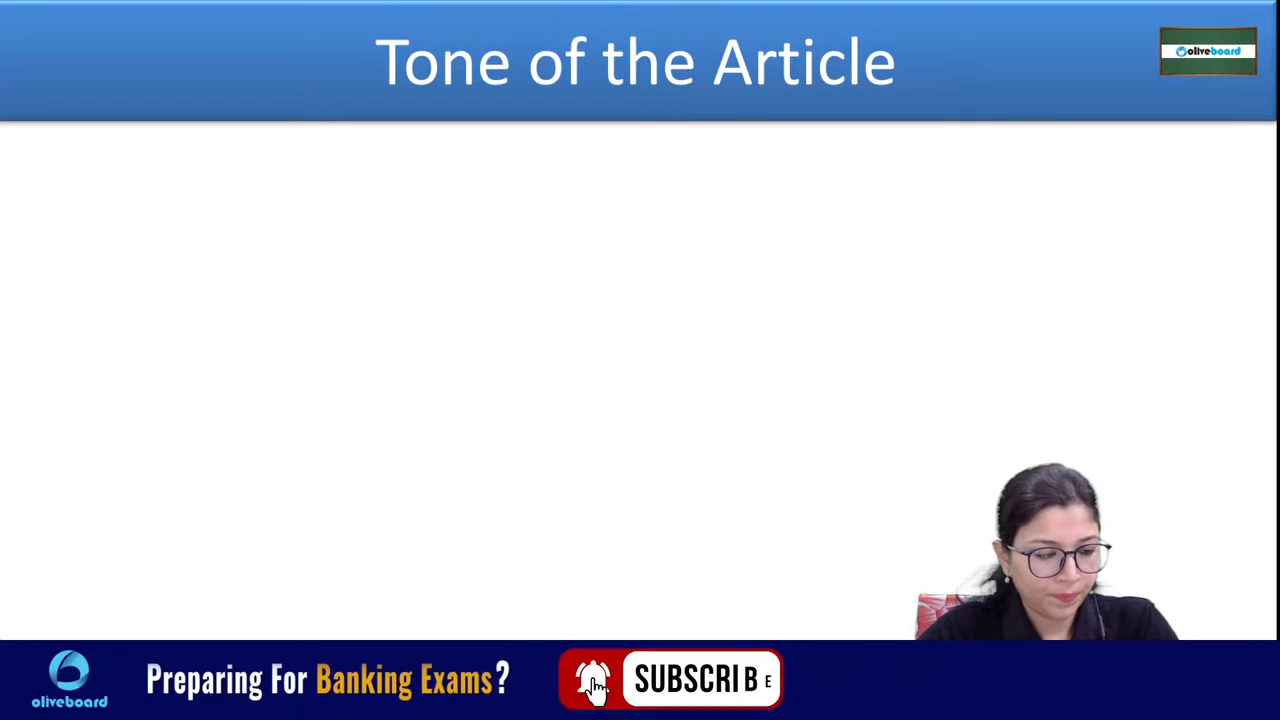 Tone of the Article
oliveboard
oliveboard
Preparing For Banking Exams?
SUBSCRIBE